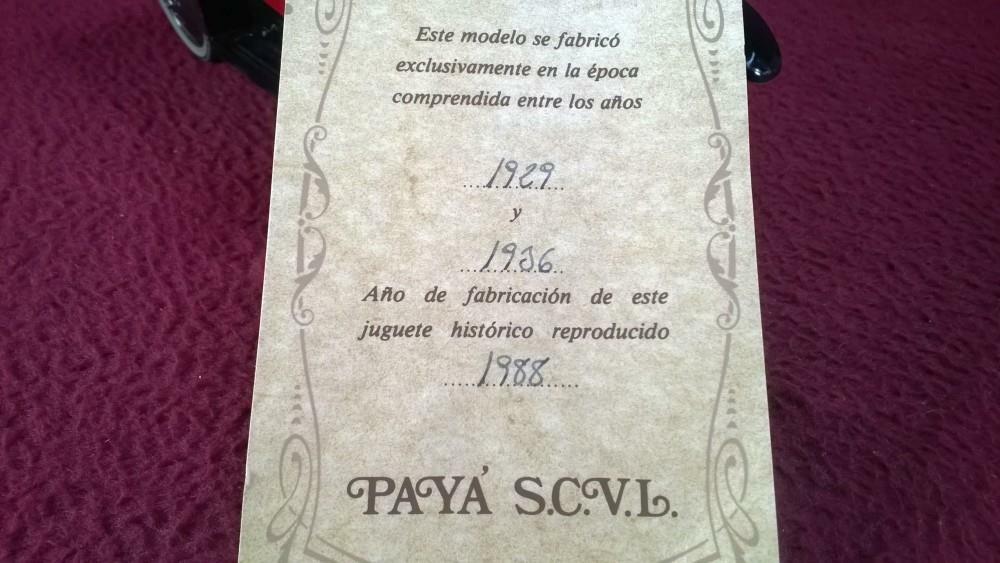 Este modelo se fabricó
exclusivamente en la época
comprendida entre los años
1929
y
1936
Año de fabricación de este
juguete histórico reproducido
1988
PAYÁ S.C.V.L.